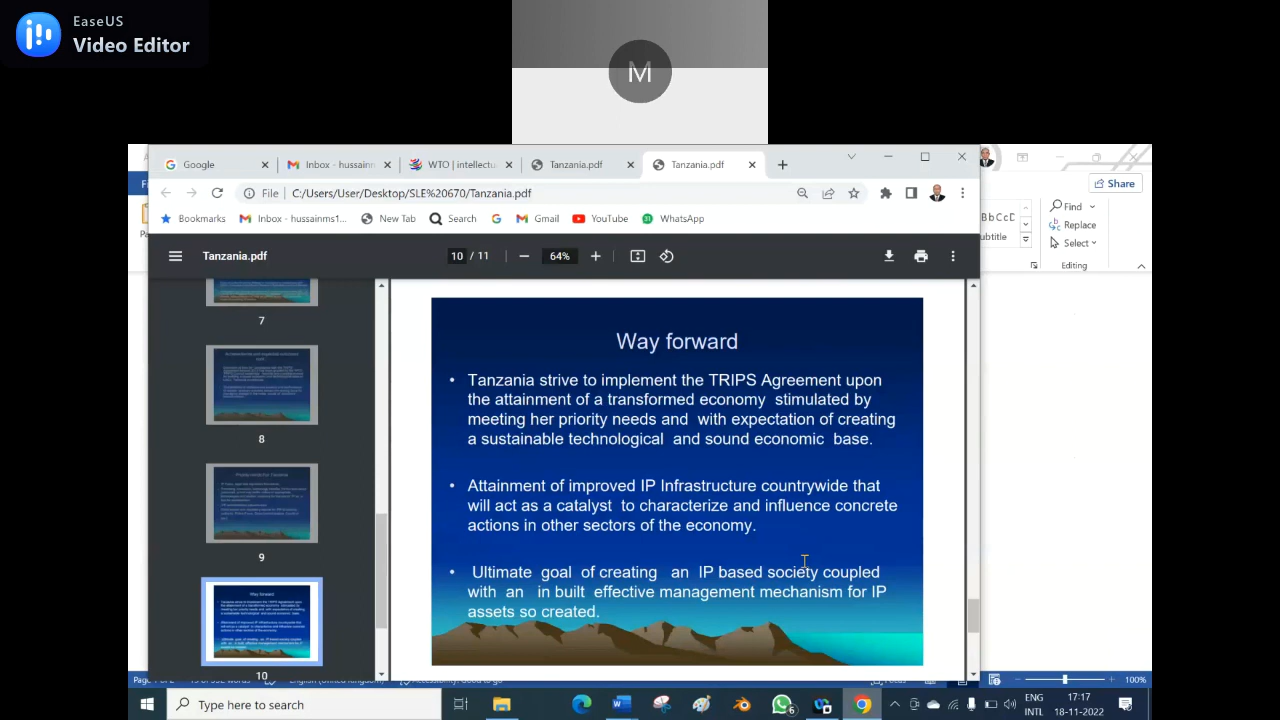 EaseUS
Video Editor
M
Google
Inbox - hussainn
WTO | intellectu
Tanzania.pdf
Tanzania.pdf
File
C:/Users/User/Desktop/SLE%20670/Tanzania.pdf
Share
Bookmarks
Inbox - hussainms1...
New Tab
Search
Gmail
YouTube
WhatsApp
Find
Replace
Select
Editing
BbCcD
ubtitle
Tanzania.pdf
10 / 11
64%
7
8
9
10
Way forward
• Tanzania strive to implement the TRIPS Agreement upon
the attainment of a transformed economy stimulated by
meeting her priority needs and with expectation of creating
a sustainable technological and sound economic base.
• Attainment of improved IP Infrastructure countrywide that
will act as a catalyst to characterize and influence concrete
actions in other sectors of the economy.
• Ultimate goal of creating an IP based society coupled
with an in built effective management mechanism for IP
assets so created.
100%
Type here to search
6
ENG
INTL
17:17
18-11-2022